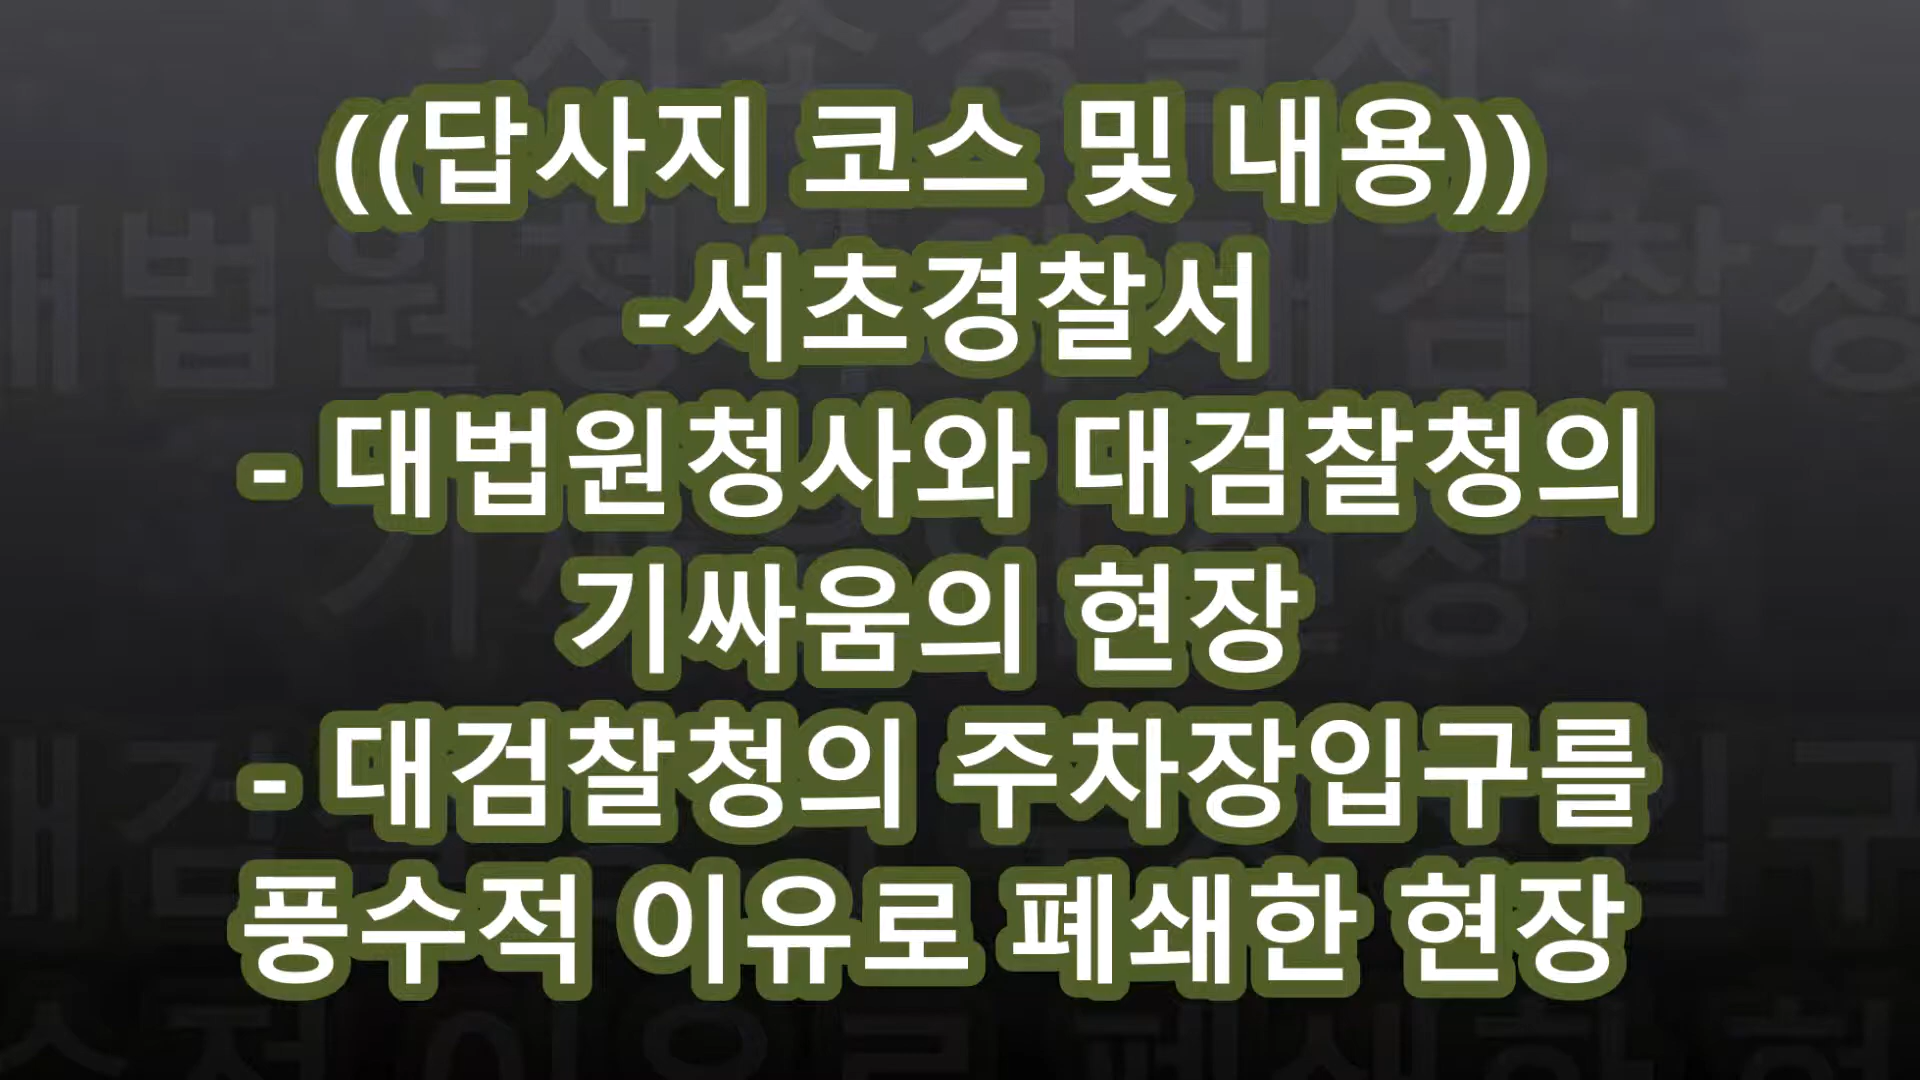 ((답사지 코스 및 내용))
-서초경찰서
- 대법원청사와 대검찰청의
기싸움의 현장
- 대검찰청의 주차장입구를
풍수적 이유로 폐쇄한 현장